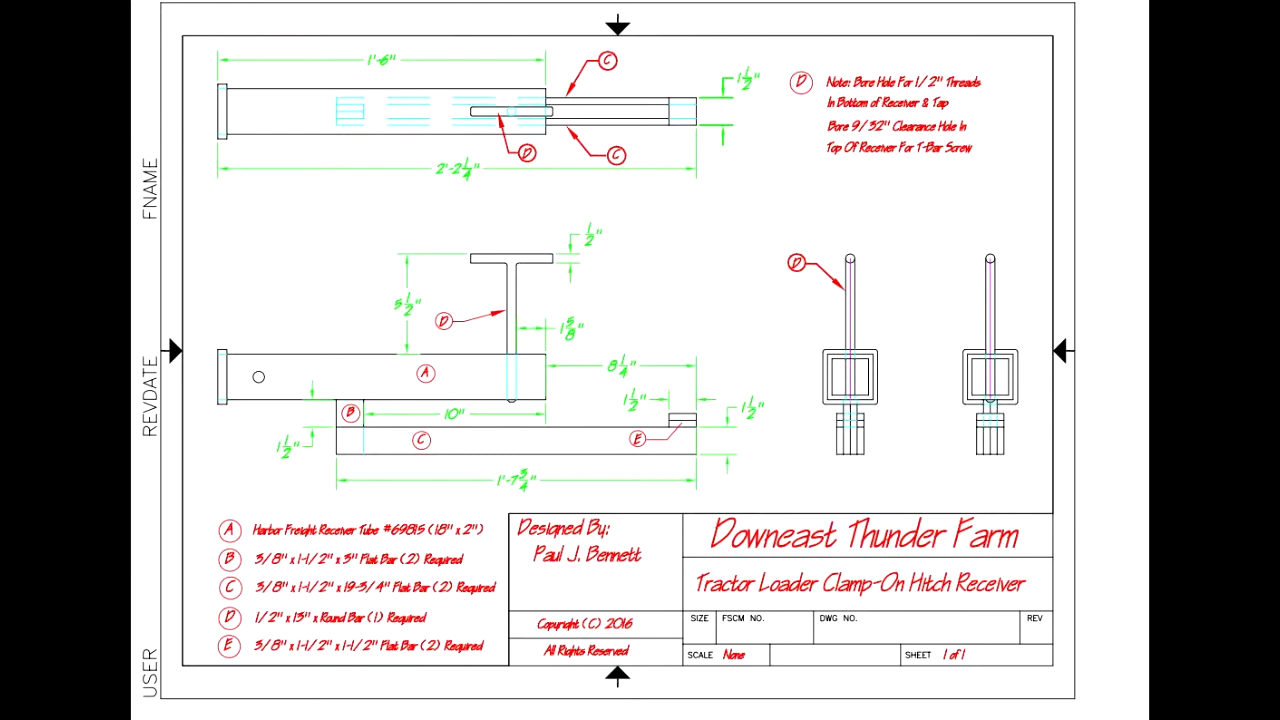 1'-6"
C
1 1/2"
D
C
2'-2 1/4"
D Note: Bore Hole For 1/2" Threads
In Bottom of Receiver & Tap
Bore 9/32" Clearance Hole In
Top Of Receiver For T-Bar Screw
FNAME
1/2"
5 1/2"
D
1 5/8"
D
A
8 1/4"
B
10"
1 1/2"
1 1/2"
1 1/2"
C
E
1'-7 3/4"
REVDATE
A Harbor Freight Receiver Tube #69815 (18" x 2")
B 3/8" x 1-1/2" x 3" Flat Bar (2) Required
C 3/8" x 1-1/2" x 19-3/4" Flat Bar (2) Required
D 1/2" x 13" x Round Bar (1) Required
E 3/8" x 1-1/2" x 1-1/2" Flat Bar (2) Required
Designed By:
Paul J. Bennett
Copyright (C) 2016
All Rights Reserved
Downeast Thunder Farm
Tractor Loader Clamp-On Hitch Receiver
SIZE FSCM NO. DWG NO. REV
SCALE None SHEET 1 of 1
USER